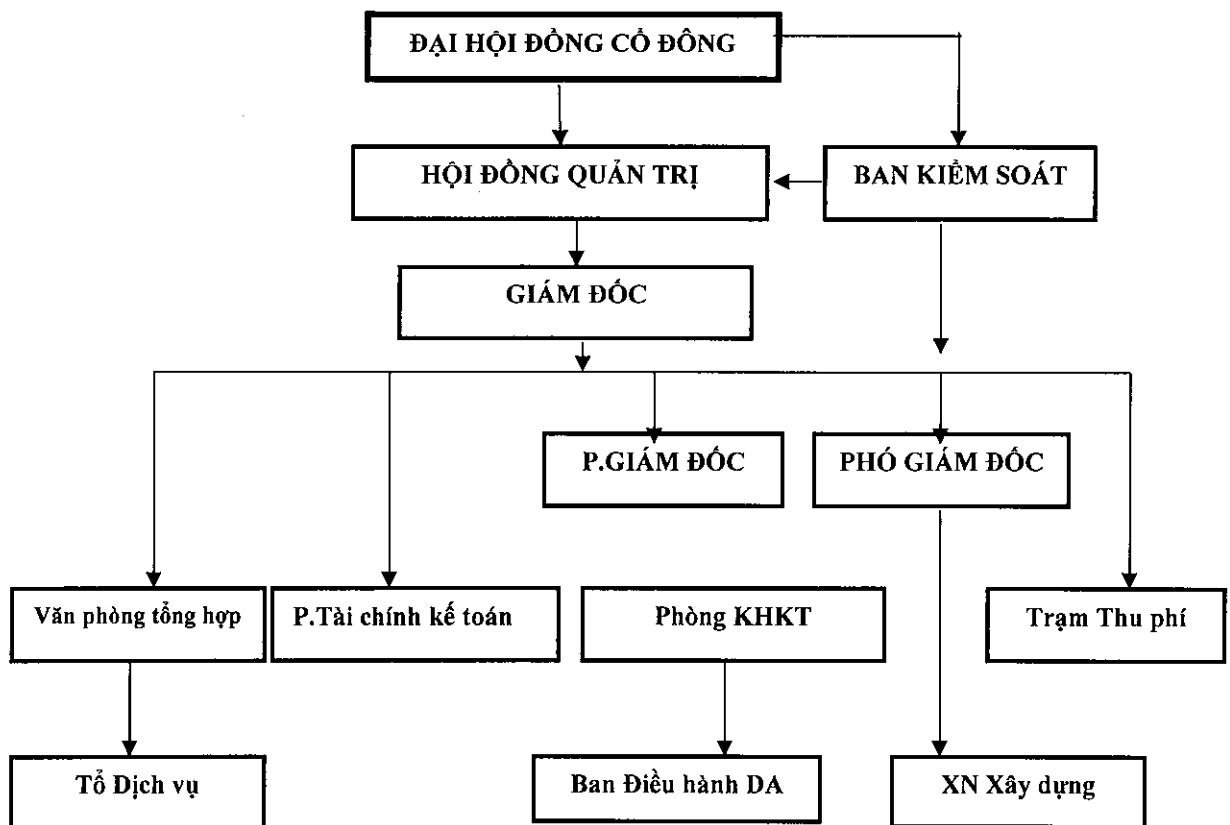 ĐẠI HỘI ĐỒNG CỔ ĐÔNG
HỘI ĐỒNG QUẢN TRỊ
BAN KIỂM SOÁT
GIÁM ĐỐC
P.GIÁM ĐỐC
PHÓ GIÁM ĐỐC
Văn phòng tổng hợp
P.Tài chính kế toán
Phòng KHKT
Trạm Thu phí
Tổ Dịch vụ
Ban Điều hành DA
XN Xây dựng